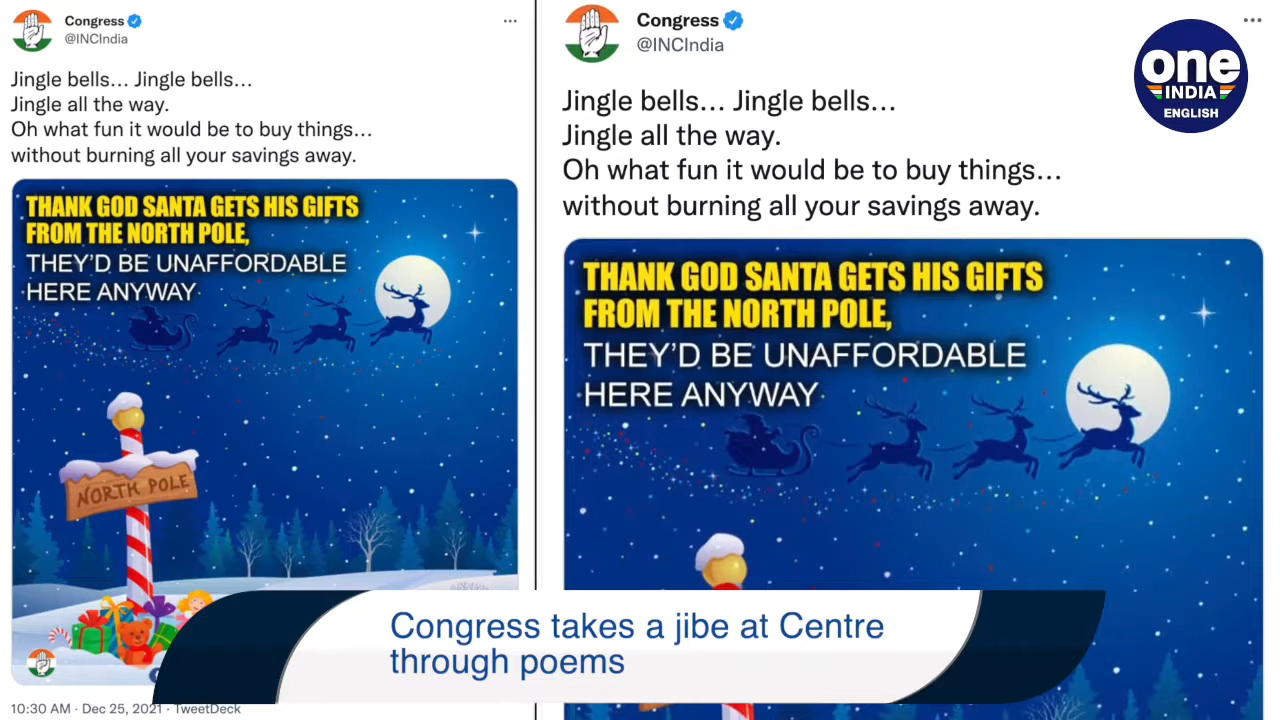 Congress
@INCIndia
Jingle bells… Jingle bells…
Jingle all the way.
Oh what fun it would be to buy things…
without burning all your savings away.
THANK GOD SANTA GETS HIS GIFTS
FROM THE NORTH POLE,
THEY'D BE UNAFFORDABLE
HERE ANYWAY
NORTH POLE
10:30 AM · Dec 25, 2021 · TweetDeck
Congress
@INCIndia
Jingle bells… Jingle bells…
Jingle all the way.
Oh what fun it would be to buy things…
without burning all your savings away.
THANK GOD SANTA GETS HIS GIFTS
FROM THE NORTH POLE,
THEY'D BE UNAFFORDABLE
HERE ANYWAY
one
INDIA
ENGLISH
Congress takes a jibe at Centre
through poems